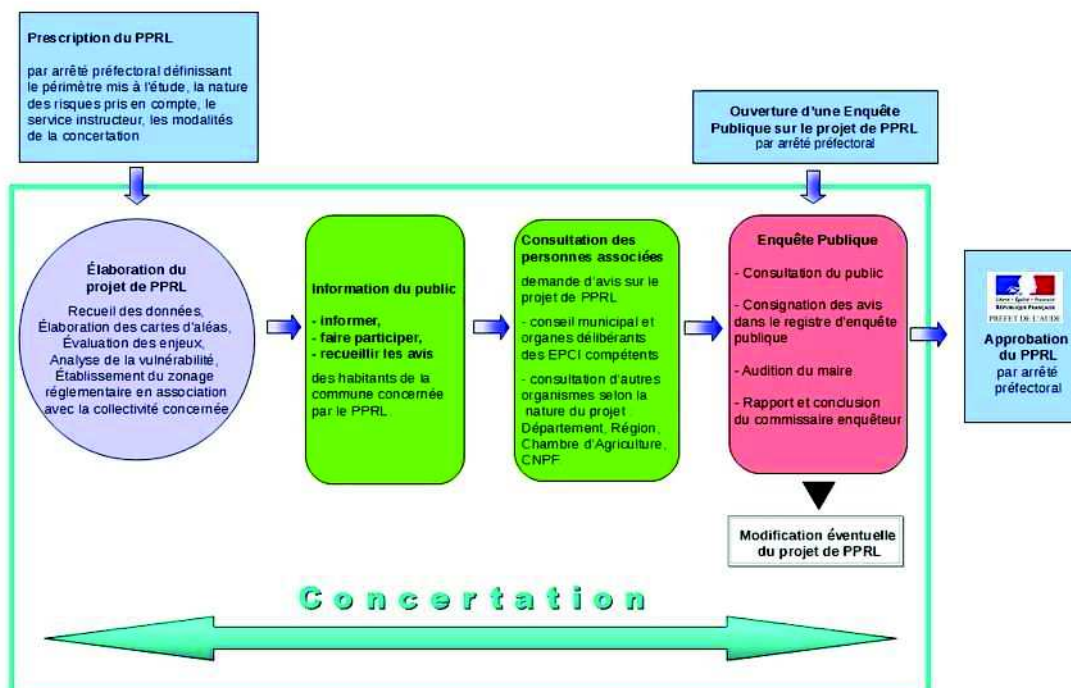 Prescription du PPRL
par arrêté préfectoral définissant
le périmètre mis à l'étude, la nature
des risques pris en compte, le
service instructeur, les modalités
de la concertation
Ouverture d'une Enquête
Publique sur le projet de PPRL
par arrêté préfectoral
Élaboration du
projet de PPRL
Recueil des données,
Élaboration des cartes d'aléas,
Évaluation des enjeux,
Analyse de la vulnérabilité,
Établissement du zonage
réglementaire en association
avec la collectivité concernée
Information du public
- informer,
- faire participer,
- recueillir les avis
des habitants de la
commune concernée
par le PPRL
Consultation des
personnes associées
demande d'avis sur le
projet de PPRL
- conseil municipal et
organes délibérants
des EPCI compétents
- consultation d'autres
organismes selon la
nature du projet
Département, Région,
Chambre d'Agriculture,
CNPF
Enquête Publique
- Consultation du public
- Consignation des avis
dans le registre d'enquête
publique
- Audition du maire
- Rapport et conclusion
du commissaire enquêteur
Modification éventuelle
du projet de PPRL
Liberté • Égalité • Fraternité
RÉPUBLIQUE FRANÇAISE
PRÉFET DE L'AUDE
Approbation
du PPRL
par arrêté
préfectoral
Concertation